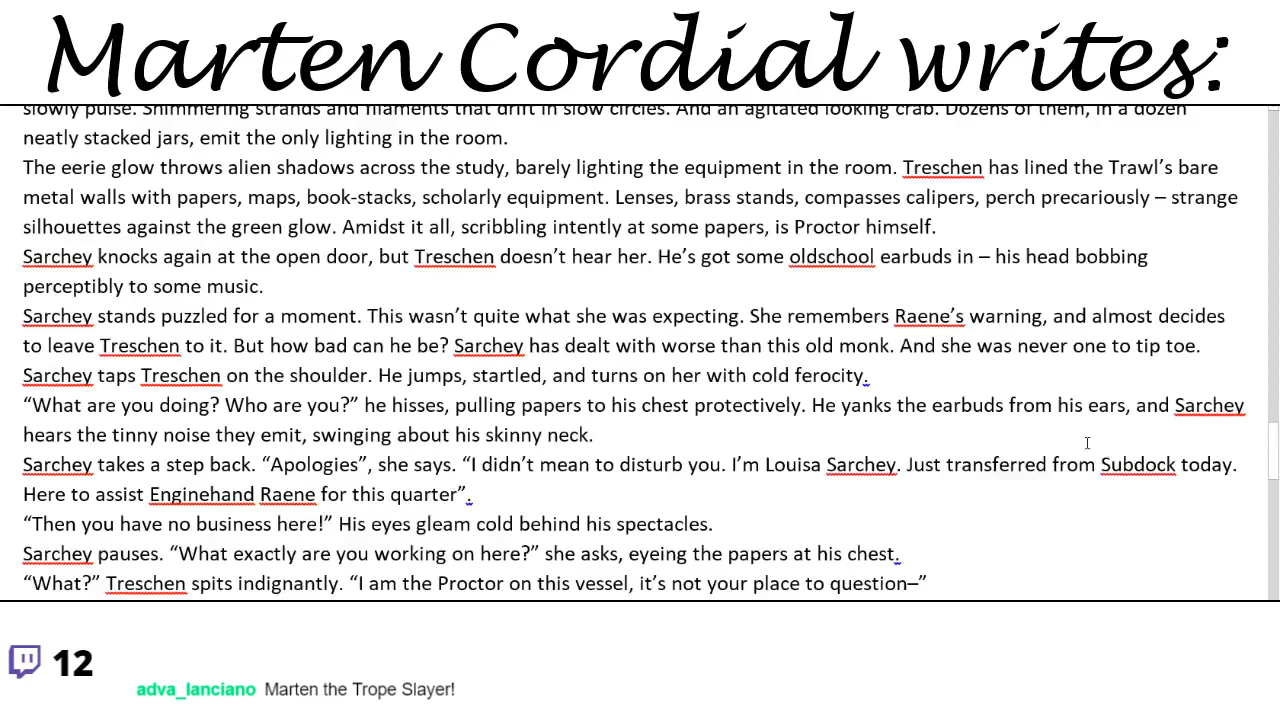 Marten Cordial writes:
slowly pulse. Shimmering strands and filaments that drift in slow circles. And an agitated looking crab. Dozens of them, in a dozen
neatly stacked jars, emit the only lighting in the room.
The eerie glow throws alien shadows across the study, barely lighting the equipment in the room. Treschen has lined the Trawl’s bare
metal walls with papers, maps, book-stacks, scholarly equipment. Lenses, brass stands, compasses calipers, perch precariously – strange
silhouettes against the green glow. Amidst it all, scribbling intently at some papers, is Proctor himself.
Sarchey knocks again at the open door, but Treschen doesn’t hear her. He’s got some oldschool earbuds in – his head bobbing
perceptibly to some music.
Sarchey stands puzzled for a moment. This wasn’t quite what she was expecting. She remembers Raene’s warning, and almost decides
to leave Treschen to it. But how bad can he be? Sarchey has dealt with worse than this old monk. And she was never one to tip toe.
Sarchey taps Treschen on the shoulder. He jumps, startled, and turns on her with cold ferocity.
“What are you doing? Who are you?” he hisses, pulling papers to his chest protectively. He yanks the earbuds from his ears, and Sarchey
hears the tinny noise they emit, swinging about his skinny neck.
Sarchey takes a step back. “Apologies”, she says. “I didn’t mean to disturb you. I’m Louisa Sarchey. Just transferred from Subdock today.
Here to assist Enginehand Raene for this quarter”.
“Then you have no business here!” His eyes gleam cold behind his spectacles.
Sarchey pauses. “What exactly are you working on here?” she asks, eyeing the papers at his chest.
“What?” Treschen spits indignantly. “I am the Proctor on this vessel, it’s not your place to question–”
12
adva_lanciano Marten the Trope Slayer!